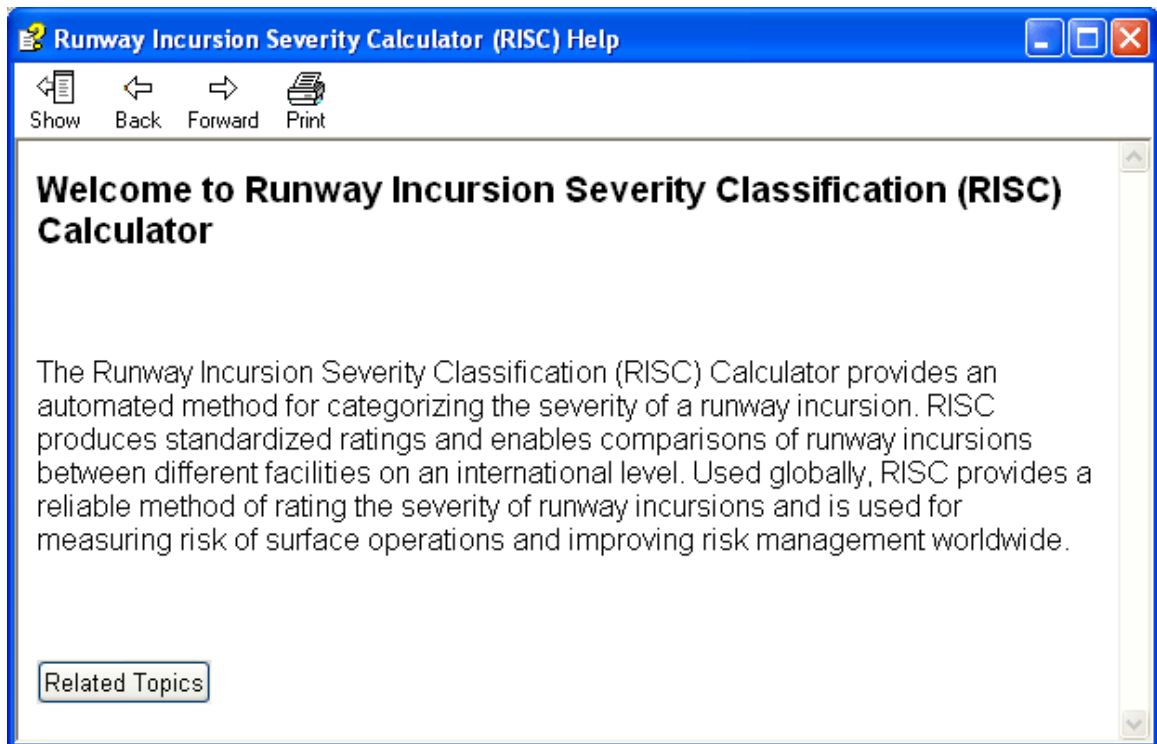 Runway Incursion Severity Calculator (RISC) Help
Show Back Forward Print
Welcome to Runway Incursion Severity Classification (RISC)
Calculator
The Runway Incursion Severity Classification (RISC) Calculator provides an
automated method for categorizing the severity of a runway incursion. RISC
produces standardized ratings and enables comparisons of runway incursions
between different facilities on an international level. Used globally, RISC provides a
reliable method of rating the severity of runway incursions and is used for
measuring risk of surface operations and improving risk management worldwide.
Related Topics